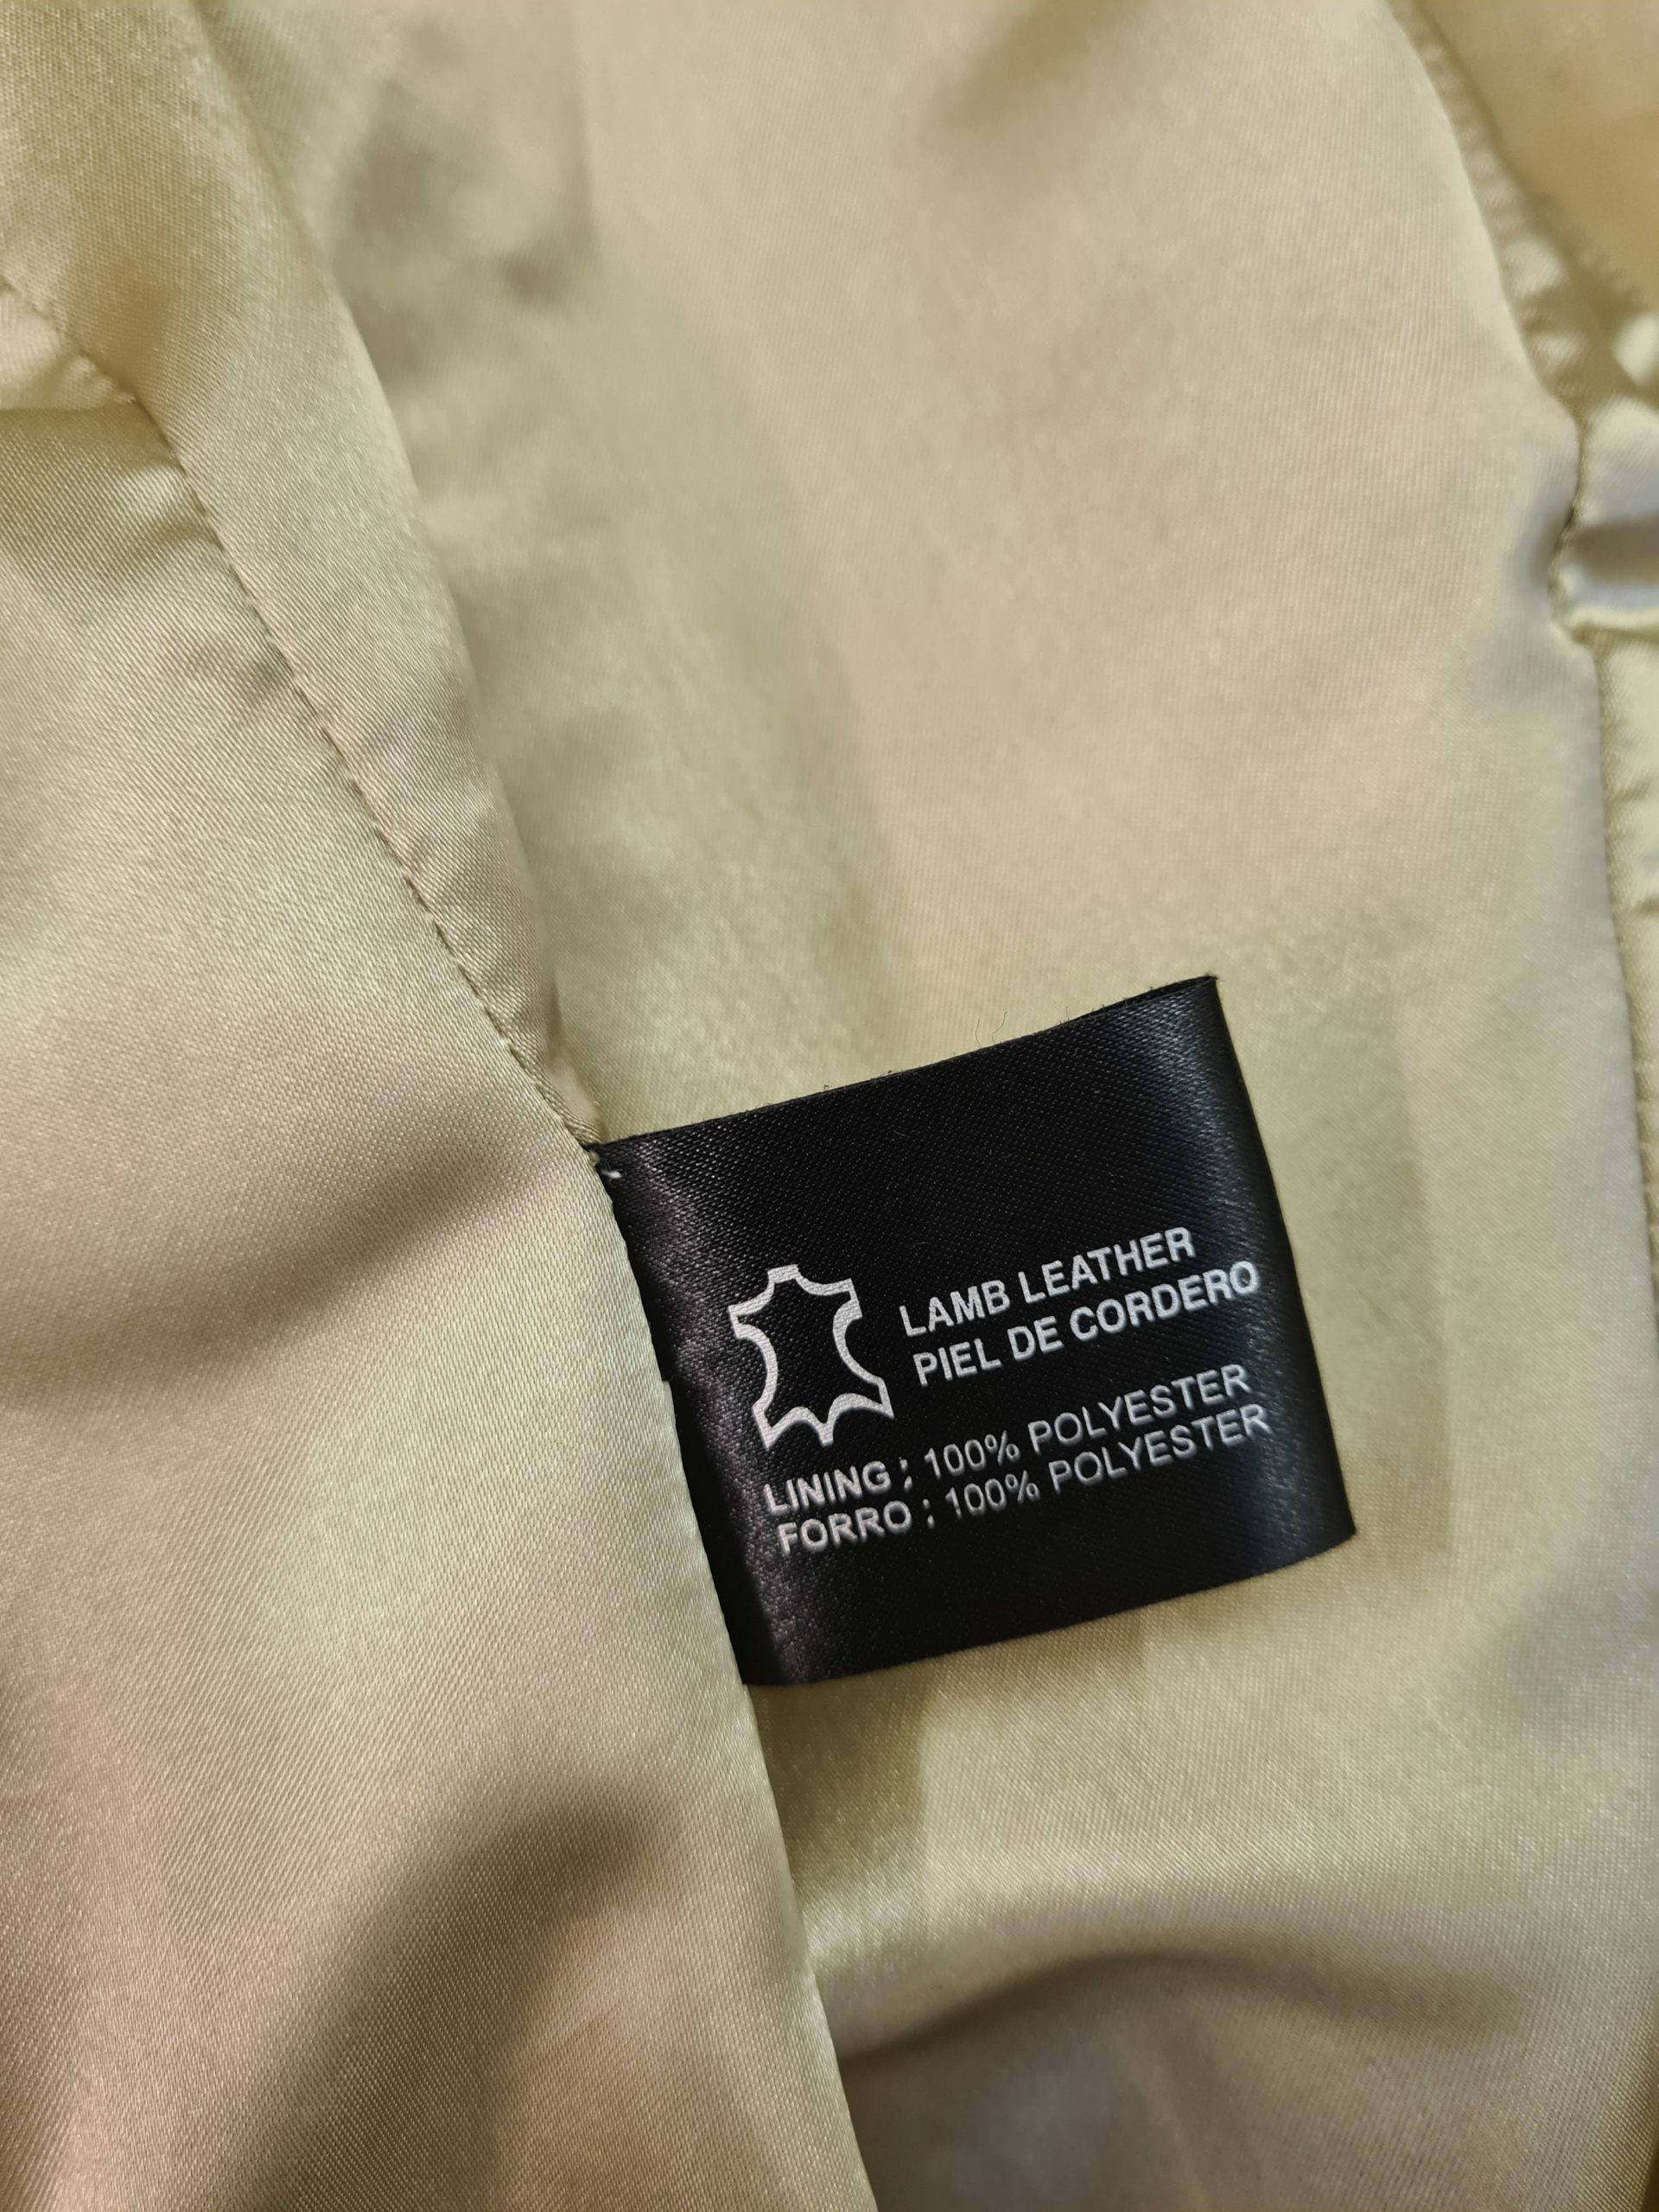 LAMB LEATHER
PIEL DE CORDERO
LINING : 100% POLYESTER
FORRO : 100% POLYESTER